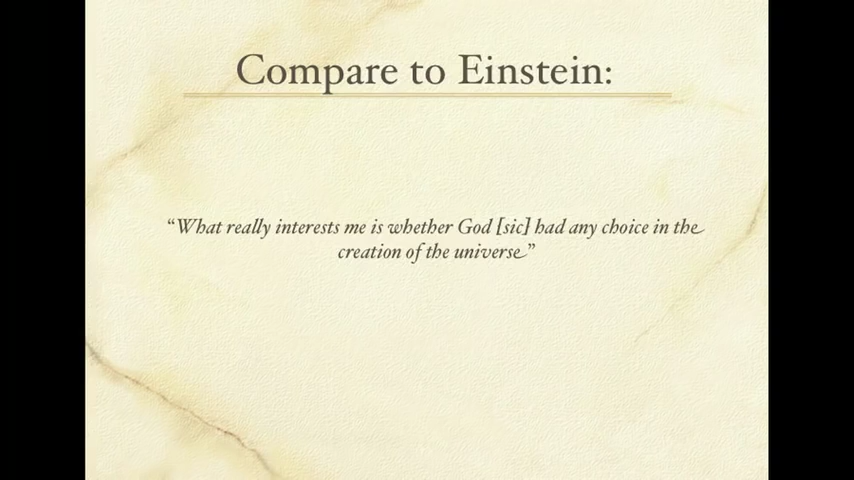 Compare to Einstein:
“What really interests me is whether God [sic] had any choice in the
creation of the universe”